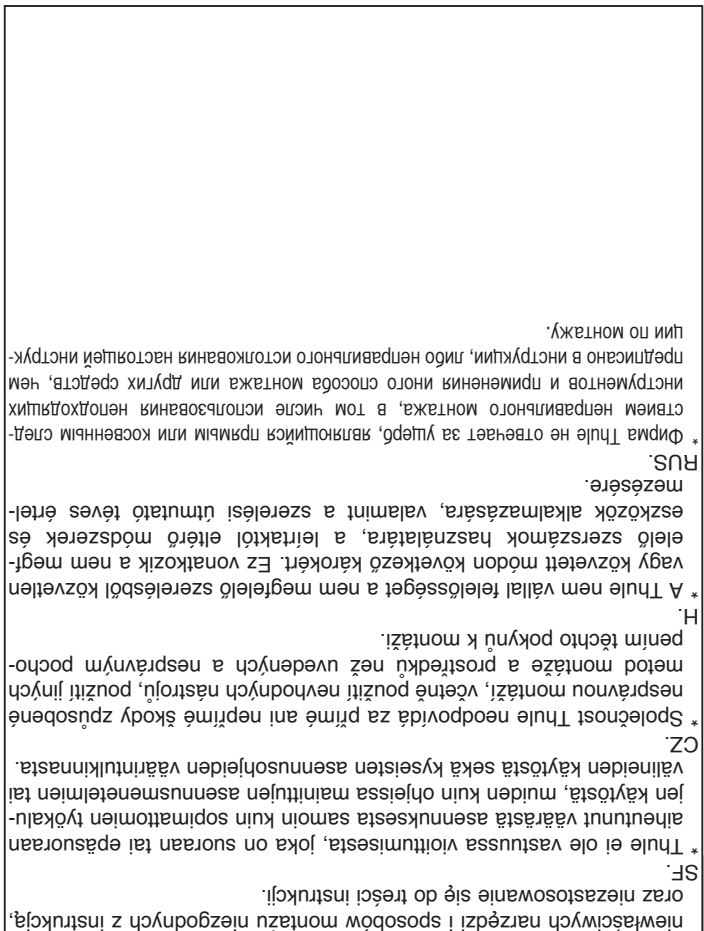 niewłaściwych narzędzi i sposobów montażu niezgodnych z instrukcją,
oraz niezastosowanie się do treści instrukcji.
SF.
* Thule ei ole vastuussa vioittumisesta, joka on suoraan tai epäsuoraan
aiheutunut väärästä asennuksesta samoin kuin sopimattomien työkalu-
jen käytöstä, muiden kuin ohjeissa mainittujen asennusmenetelmien tai
välineiden käytöstä sekä kyseisten asennusohjeiden väärintulkinnasta.
CZ.
* Společnost Thule neodpovídá za přímé ani nepřímé škody způsobené
nesprávnou montáží, včetně použití nevhodných nástrojů, použití jiných
metod montáže a prostředků než uvedených a nesprávným pocho-
pením těchto pokynů k montáži.
H.
* A Thule nem vállal felelősséget a nem megfelelő szerelésből közvetlen
vagy közvetett módon következő károkért. Ez vonatkozik a nem megf-
elelő szerszámok használatára, a leírtaktól eltérő módszerek és
eszközök alkalmazására, valamint a szerelési útmutató téves értel-
mezésére.
RUS.
* Фирма Thule не отвечает за ущерб, являющийся прямым или косвенным след-
ствием неправильного монтажа, в том числе использования неподходящих
инструментов и применения иного способа монтажа или других средств, чем
предписано в инструкции, либо неправильного истолкования настоящей инструк-
ции по монтажу.